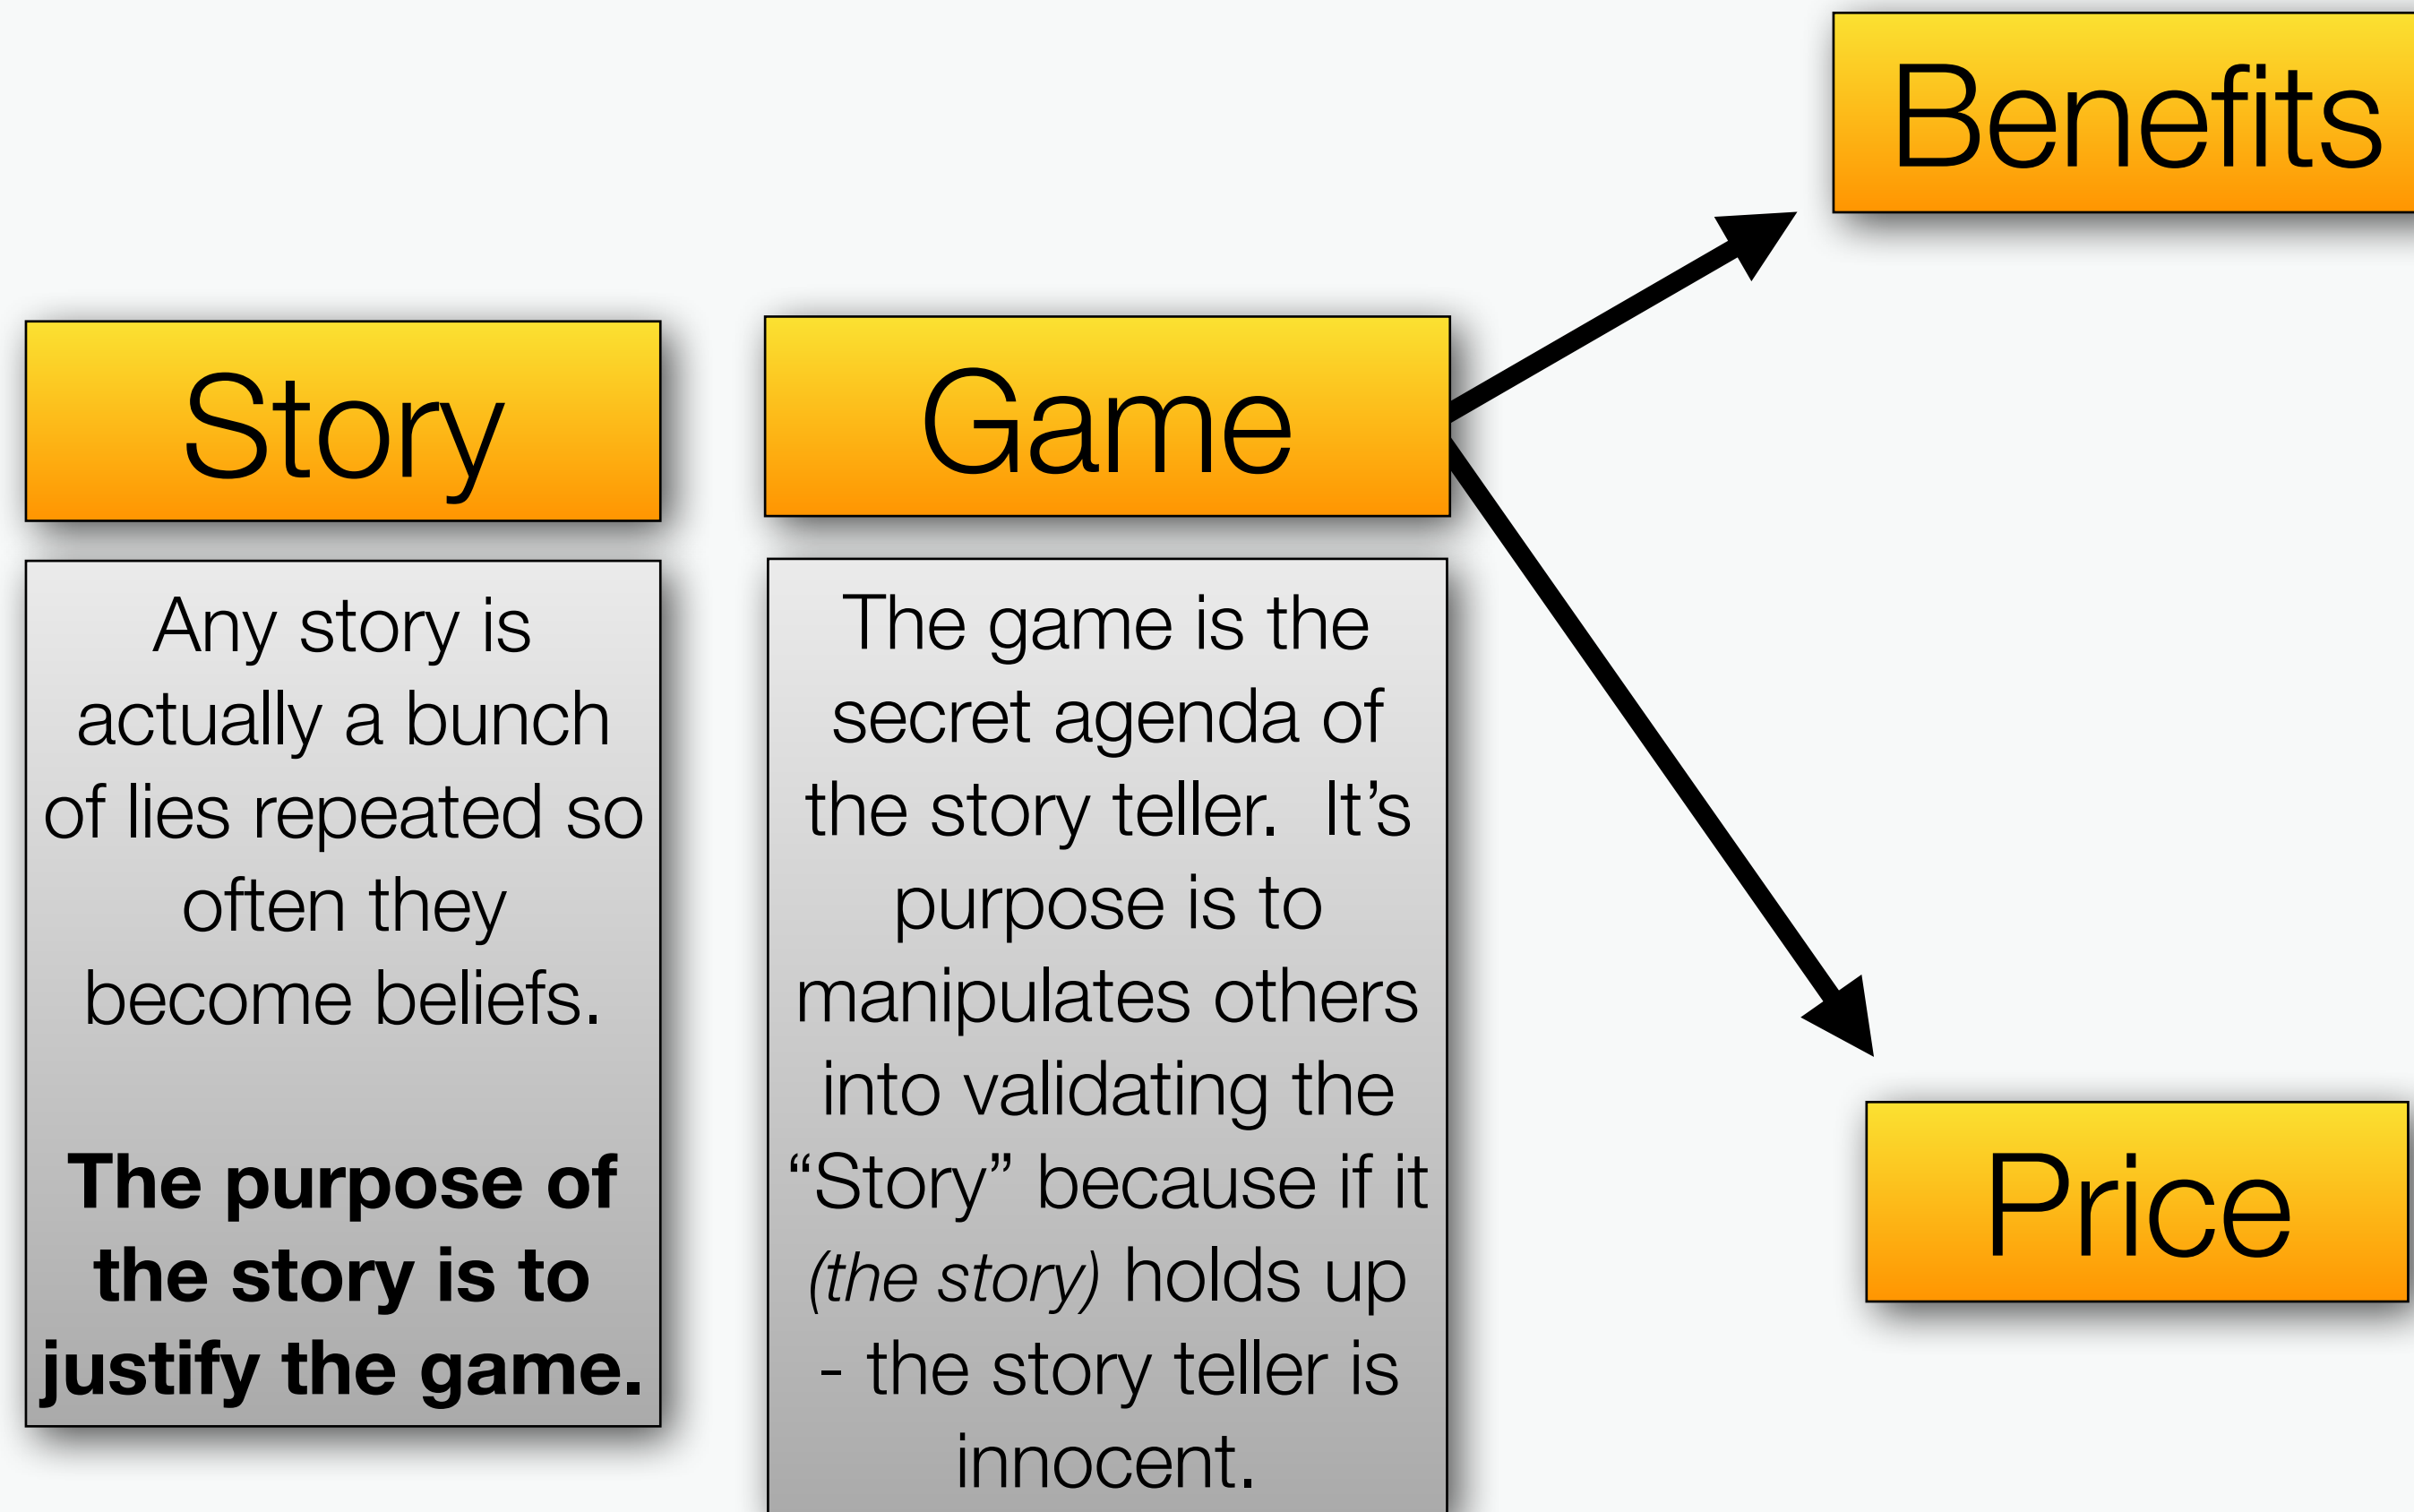 Benefits
Story
Any story is
actually a bunch
of lies repeated so
often they
become beliefs.
The purpose of
the story is to
justify the game.
Game
The game is the
secret agenda of
the story teller.  It’s
purpose is to
manipulates others
into validating the
“Story” because if it
(the story) holds up
- the story teller is
innocent.
Price